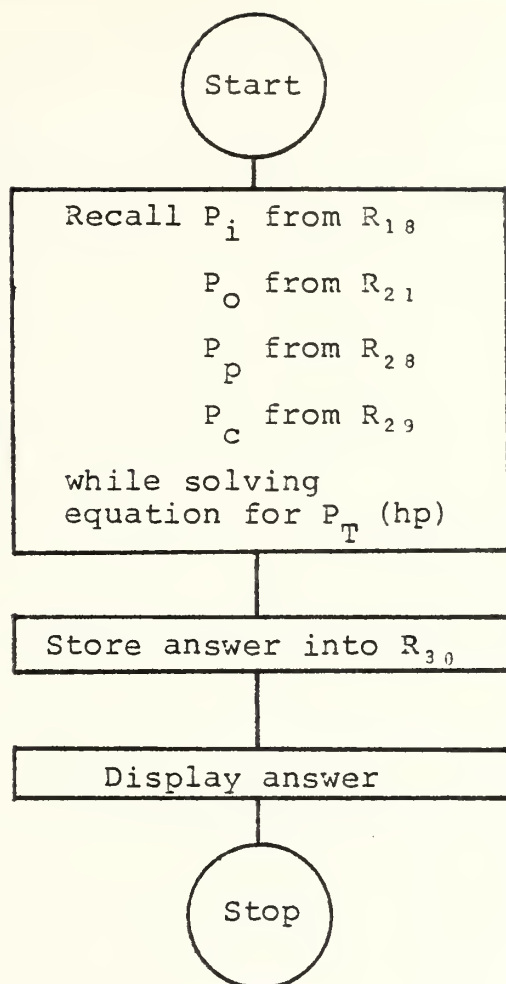 Start
Recall P_i from R_18
P_o from R_21
P_p from R_28
P_c from R_29
while solving
equation for P_T (hp)
Store answer into R_30
Display answer
Stop